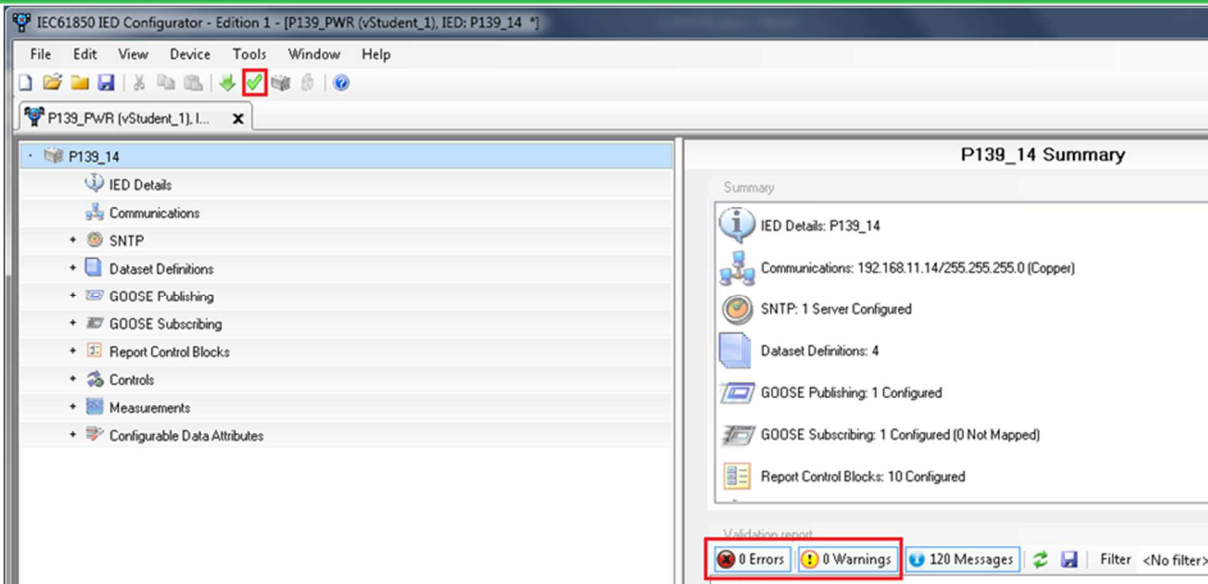 IEC61850 IED Configurator - Edition 1 - [P139_PWR (vStudent_1), IED: P139_14 *]
File Edit View Device Tools Window Help
P139_PWR (vStudent_1), I... X
P139_14
IED Details
Communications
SNTP
Dataset Definitions
GOOSE Publishing
GOOSE Subscribing
Report Control Blocks
Controls
Measurements
Configurable Data Attributes
P139_14 Summary
Summary
IED Details: P139_14
Communications: 192.168.11.14/255.255.255.0 (Copper)
SNTP: 1 Server Configured
Dataset Definitions: 4
GOOSE Publishing: 1 Configured
GOOSE Subscribing: 1 Configured (0 Not Mapped)
Report Control Blocks: 10 Configured
Validation report
0 Errors 0 Warnings 120 Messages Filter <No filter>